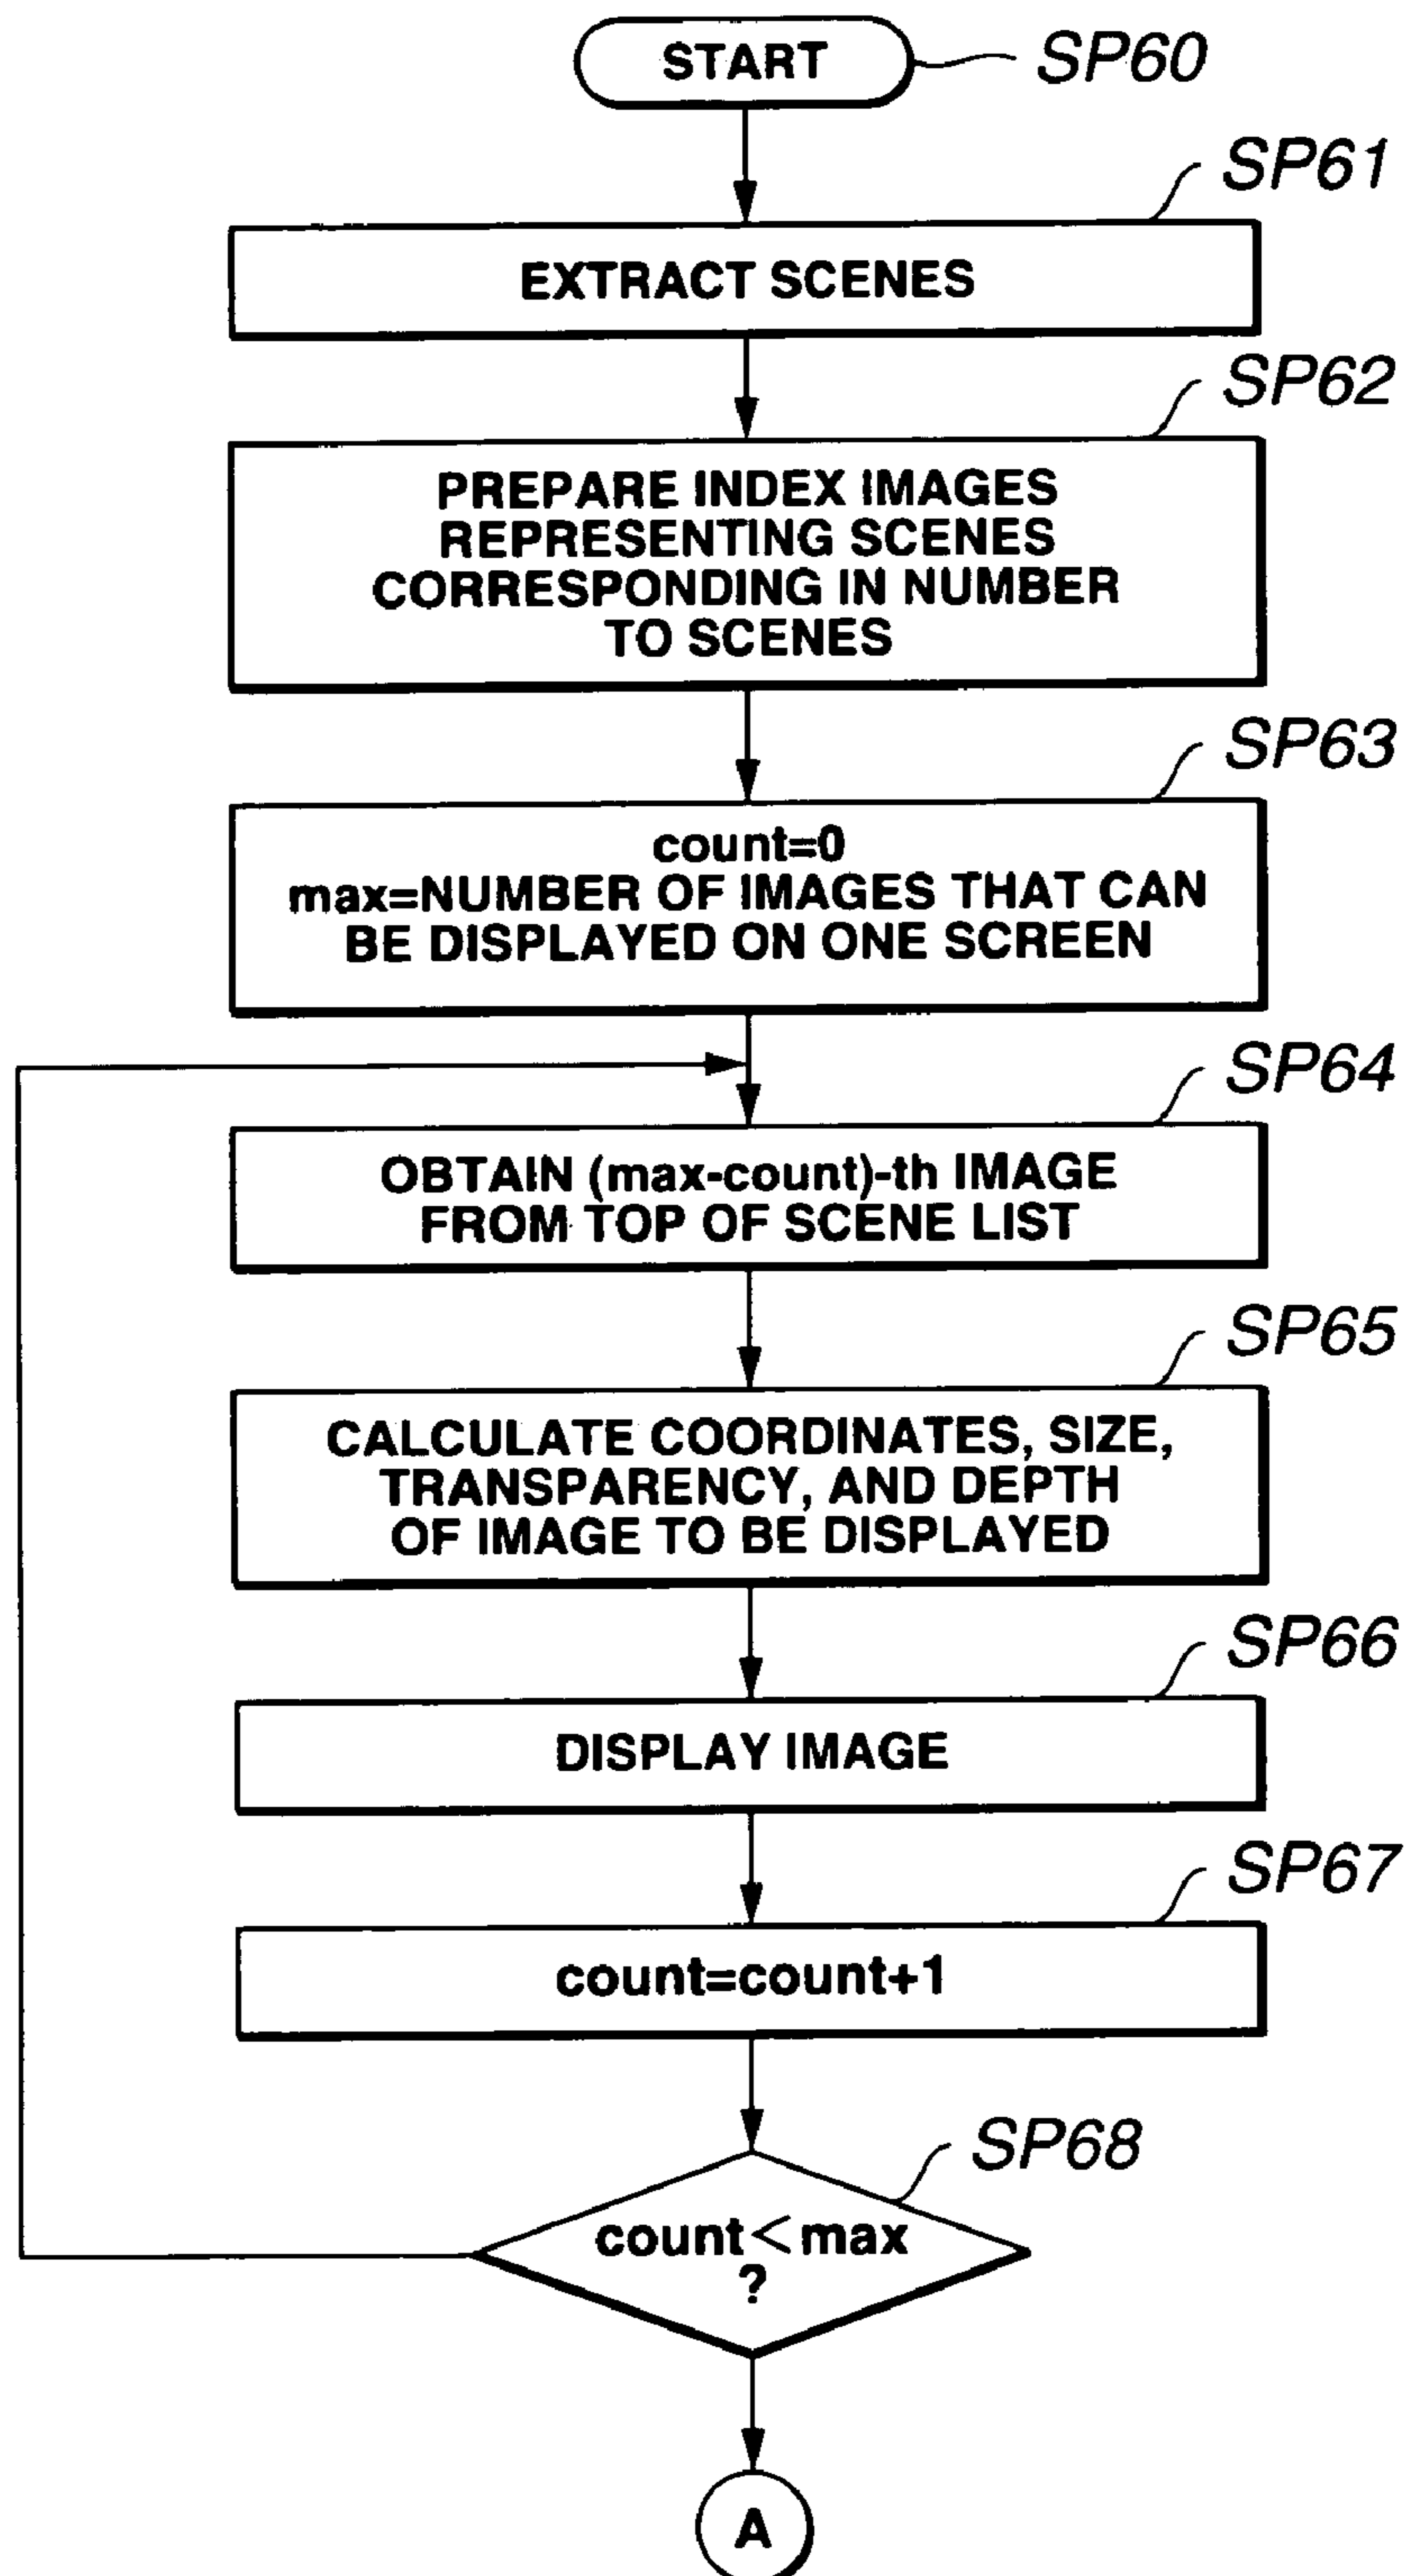 START
SP60
SP61
EXTRACT SCENES
SP62
PREPARE INDEX IMAGES
REPRESENTING SCENES
CORRESPONDING IN NUMBER
TO SCENES
SP63
count=0
max=NUMBER OF IMAGES THAT CAN
BE DISPLAYED ON ONE SCREEN
SP64
OBTAIN (max-count)-th IMAGE
FROM TOP OF SCENE LIST
SP65
CALCULATE COORDINATES, SIZE,
TRANSPARENCY, AND DEPTH
OF IMAGE TO BE DISPLAYED
SP66
DISPLAY IMAGE
SP67
count=count+1
SP68
count<max
?
A